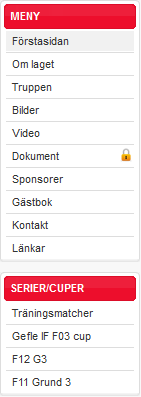 MENY
Förstasidan
Om laget
Truppen
Bilder
Video
Dokument
Sponsorer
Gästbok
Kontakt
Länkar
SERIER/CUPER
Träningsmatcher
Gefle IF F03 cup
F12 G3
F11 Grund 3